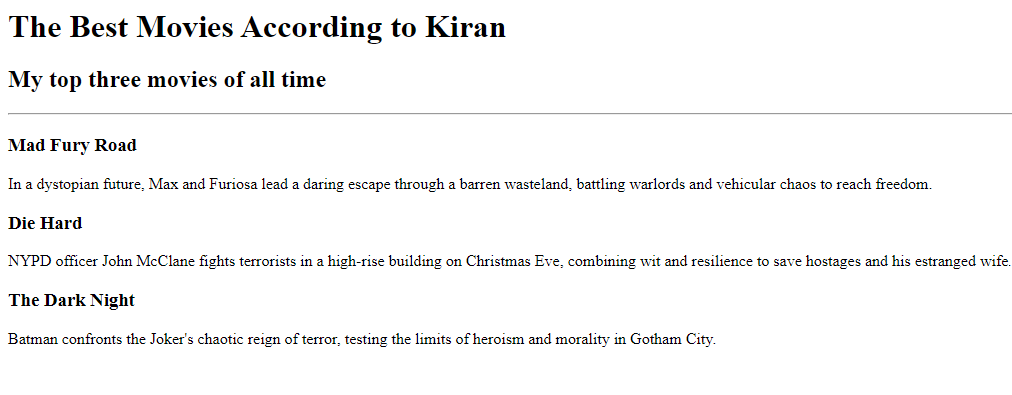 The Best Movies According to Kiran
My top three movies of all time
Mad Fury Road
In a dystopian future, Max and Furiosa lead a daring escape through a barren wasteland, battling warlords and vehicular chaos to reach freedom.
Die Hard
NYPD officer John McClane fights terrorists in a high-rise building on Christmas Eve, combining wit and resilience to save hostages and his estranged wife.
The Dark Night
Batman confronts the Joker's chaotic reign of terror, testing the limits of heroism and morality in Gotham City.